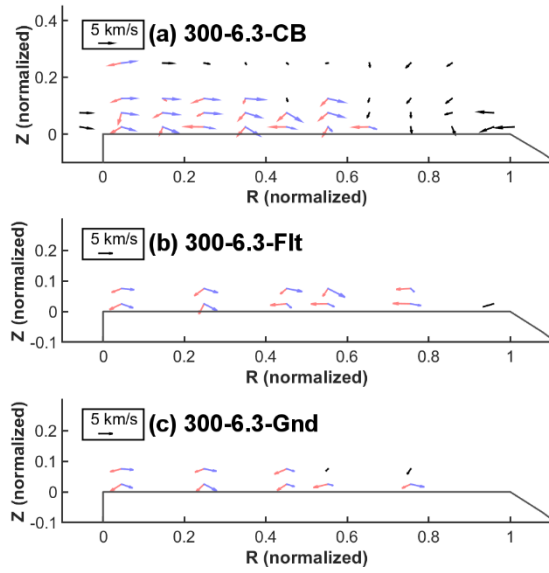 5 km/s
(a) 300-6.3-CB
0.4
0.2
0
Z (normalized)
0 0.2 0.4 0.6 0.8 1
R (normalized)
5 km/s
(b) 300-6.3-Flt
0.2
0.1
0
-0.1
Z (normalized)
0 0.2 0.4 0.6 0.8 1
R (normalized)
5 km/s
(c) 300-6.3-Gnd
0.2
0.1
0
-0.1
Z (normalized)
0 0.2 0.4 0.6 0.8 1
R (normalized)